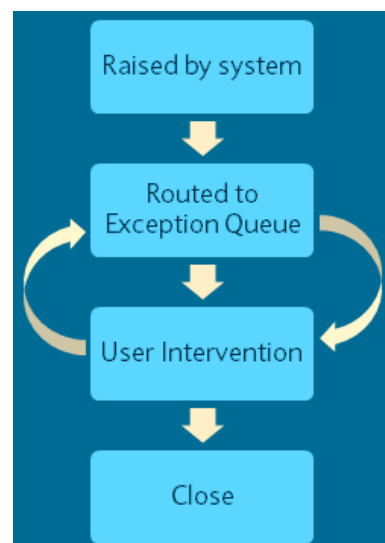 Raised by system
Routed to
Exception Queue
User Intervention
Close